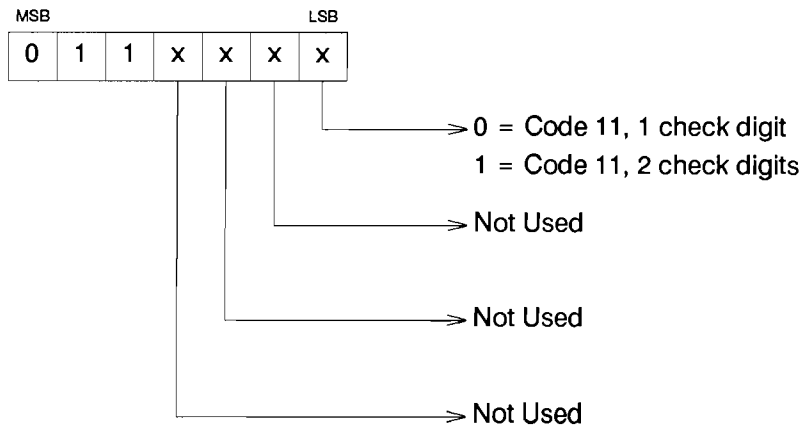 MSB LSB
0 1 1 x x x x
0 = Code 11, 1 check digit
1 = Code 11, 2 check digits
Not Used
Not Used
Not Used